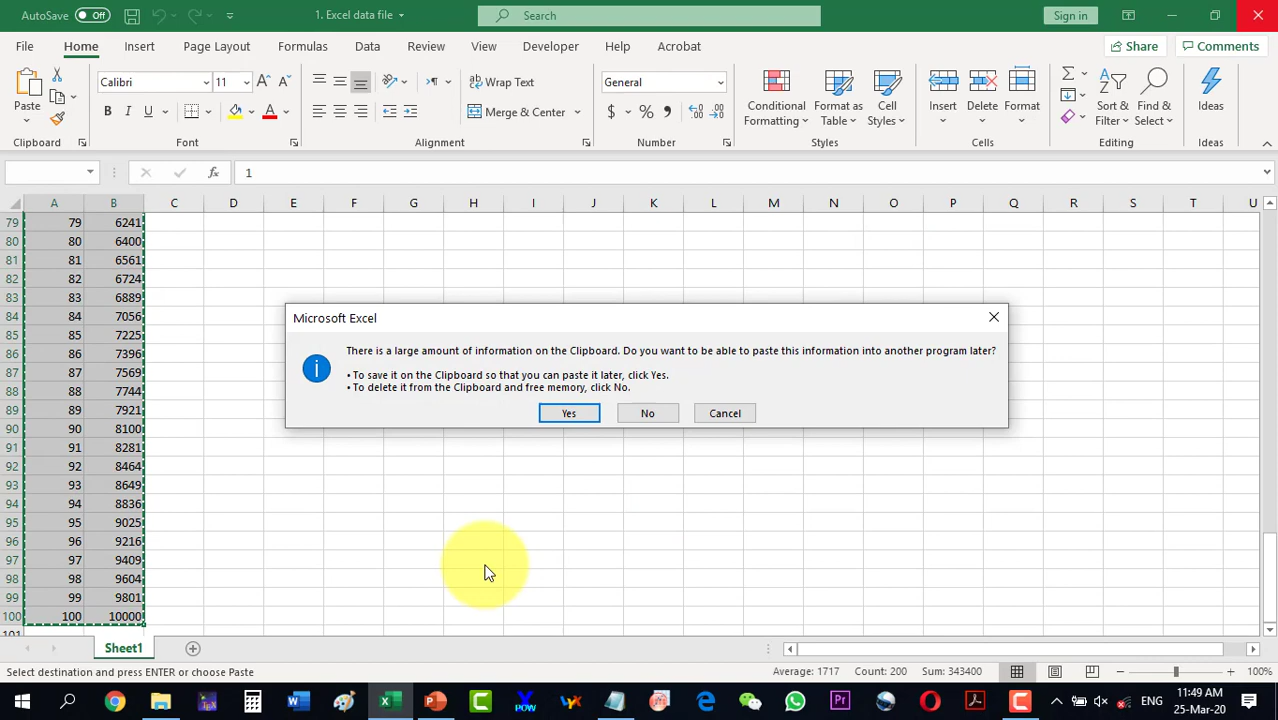 AutoSave Off 1. Excel data file Search Sign in
File Home Insert Page Layout Formulas Data Review View Developer Help Acrobat Share Comments
Calibri 11 Wrap Text General
Paste B I U Merge & Center $ % Conditional Formatting Format as Table Cell Styles Insert Delete Format Sort & Filter Find & Select Ideas
Clipboard Font Alignment Number Styles Cells Editing Ideas
fx 1
A B C D E F G H I J K L M N O P Q R S T U
79 79 6241
80 80 6400
81 81 6561
82 82 6724
83 83 6889
84 84 7056
85 85 7225
86 86 7396
87 87 7569
88 88 7744
89 89 7921
90 90 8100
91 91 8281
92 92 8464
93 93 8649
94 94 8836
95 95 9025
96 96 9216
97 97 9409
98 98 9604
99 99 9801
100 100 10000
101
Microsoft Excel
There is a large amount of information on the Clipboard. Do you want to be able to paste this information into another program later?
• To save it on the Clipboard so that you can paste it later, click Yes.
• To delete it from the Clipboard and free memory, click No.
Yes No Cancel
Sheet1
Select destination and press ENTER or choose Paste Average: 1717 Count: 200 Sum: 343400 100%
ENG 11:49 AM
25-Mar-20